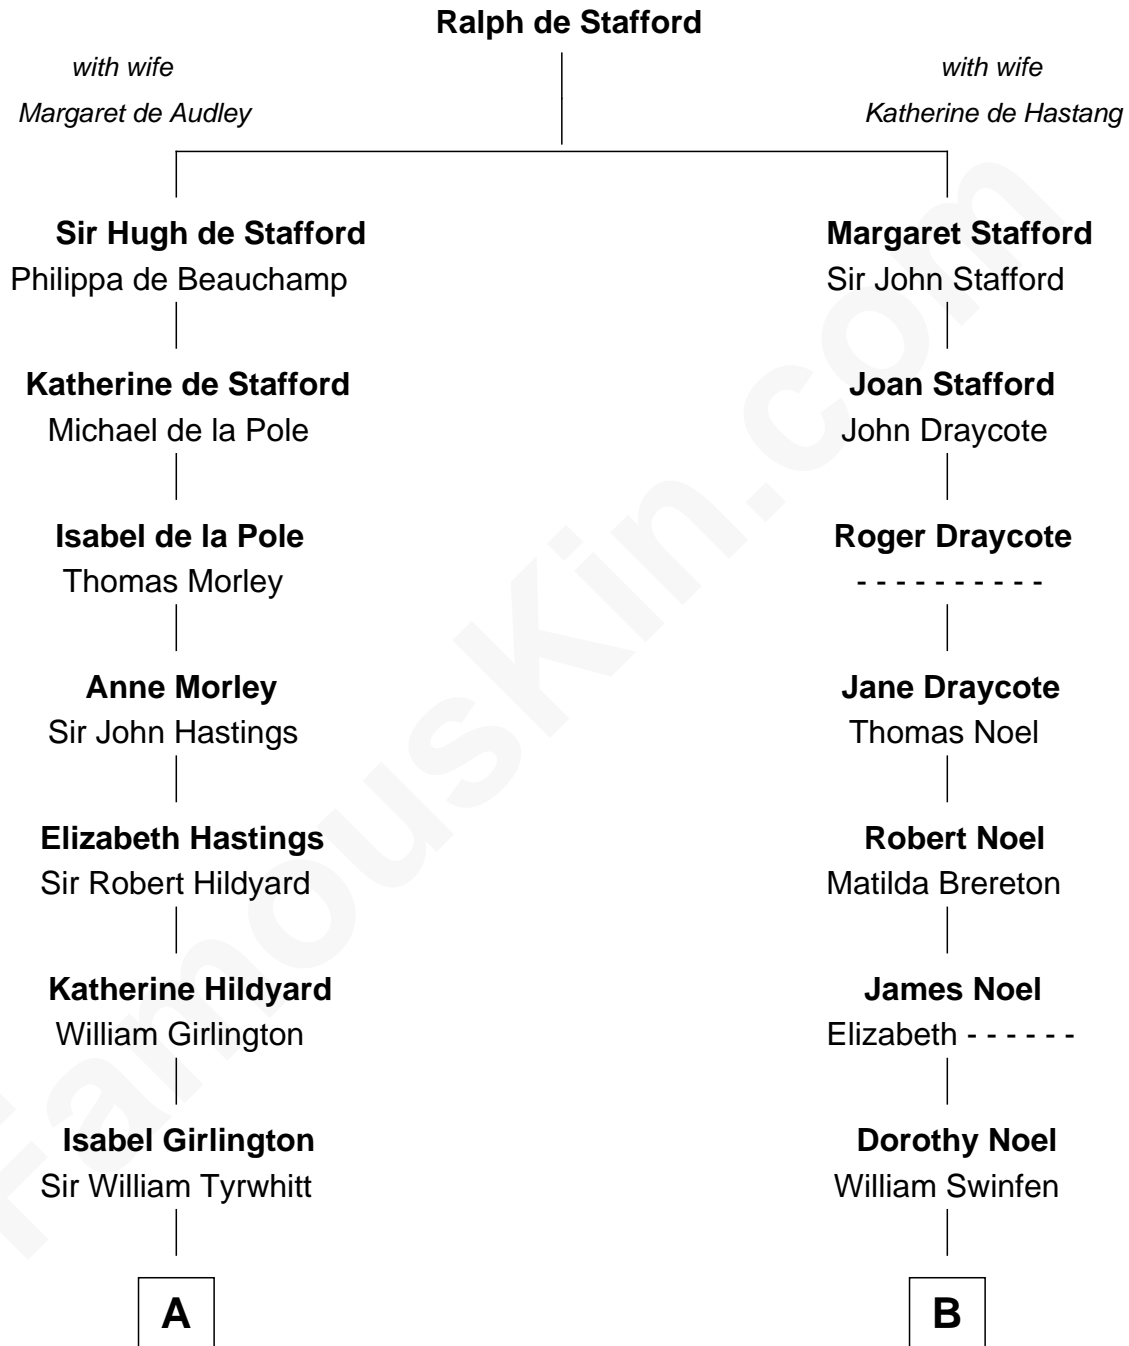 Ralph de Stafford
with wife
Margaret de Audley
with wife
Katherine de Hastang
Sir Hugh de Stafford
Philippa de Beauchamp
Margaret Stafford
Sir John Stafford
Katherine de Stafford
Michael de la Pole
Joan Stafford
John Draycote
Isabel de la Pole
Thomas Morley
Roger Draycote
- - - - - - - - - -
Anne Morley
Sir John Hastings
Jane Draycote
Thomas Noel
Elizabeth Hastings
Sir Robert Hildyard
Robert Noel
Matilda Brereton
Katherine Hildyard
William Girlington
James Noel
Elizabeth - - - - - -
Isabel Girlington
Sir William Tyrwhitt
Dorothy Noel
William Swinfen
A
B
FamousKin.com